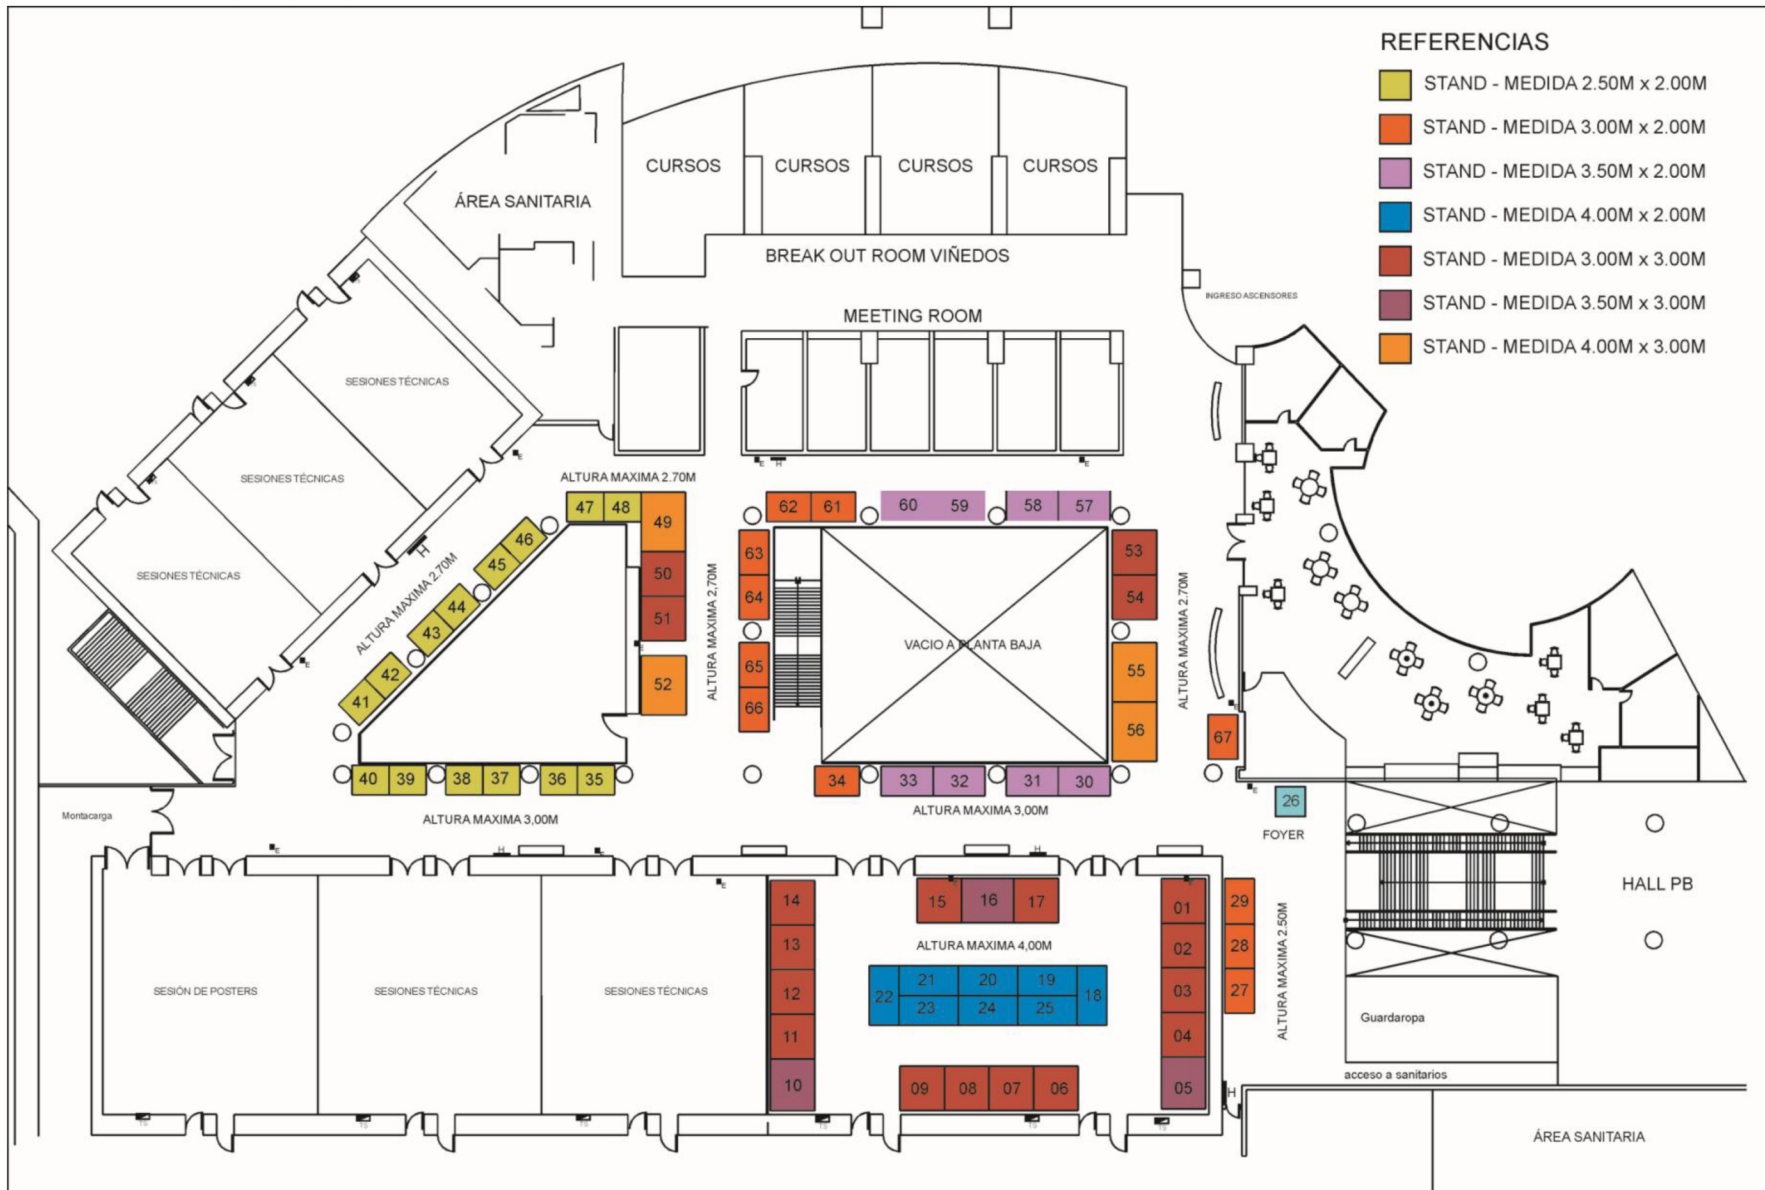 REFERENCIAS
STAND - MEDIDA 2.50M x 2.00M
STAND - MEDIDA 3.00M x 2.00M
STAND - MEDIDA 3.50M x 2.00M
STAND - MEDIDA 4.00M x 2.00M
STAND - MEDIDA 3.00M x 3.00M
STAND - MEDIDA 3.50M x 3.00M
STAND - MEDIDA 4.00M x 3.00M
CURSOS
CURSOS
CURSOS
CURSOS
ÁREA SANITARIA
BREAK OUT ROOM VIÑEDOS
INGRESO ASCENSORES
MEETING ROOM
SESIONES TÉCNICAS
SESIONES TÉCNICAS
SESIONES TÉCNICAS
ALTURA MAXIMA 2.70M
47 48 49
50
51
52
46
45
44
43
42
41
ALTURA MAXIMA 2.70M
H
E
E
E
H
E
62 61 60 59 58 57
63
64
65
66
ALTURA MAXIMA 2,70M
VACIO A PLANTA BAJA
53
54
55
56
ALTURA MAXIMA 2.70M
E
67
40 39 38 37 36 35
34 33 32 31 30
ALTURA MAXIMA 3,00M
ALTURA MAXIMA 3,00M
E
26
FOYER
Montacarga
E
H
E
H
E
E
E
HALL PB
14
13
12
11
10
15 16 17
ALTURA MAXIMA 4,00M
22 21 20 19 18
23 24 25
09 08 07 06
01
02
03
04
05
29
28
27
ALTURA MAXIMA 2.50M
SESIÓN DE POSTERS
SESIONES TÉCNICAS
SESIONES TÉCNICAS
Guardaropa
acceso a sanitarios
H
TS
TS
TS
TS
TS
TS
ÁREA SANITARIA